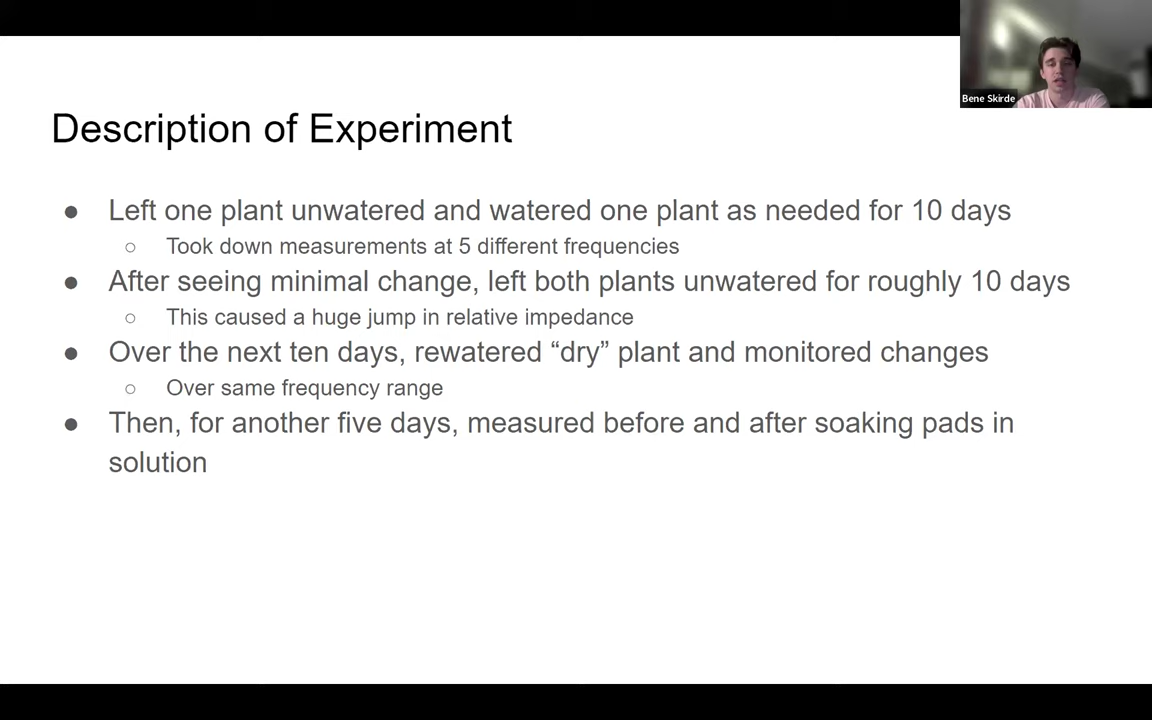 Bene Skirde
Description of Experiment
● Left one plant unwatered and watered one plant as needed for 10 days
○ Took down measurements at 5 different frequencies
● After seeing minimal change, left both plants unwatered for roughly 10 days
○ This caused a huge jump in relative impedance
● Over the next ten days, rewatered “dry” plant and monitored changes
○ Over same frequency range
● Then, for another five days, measured before and after soaking pads in
solution